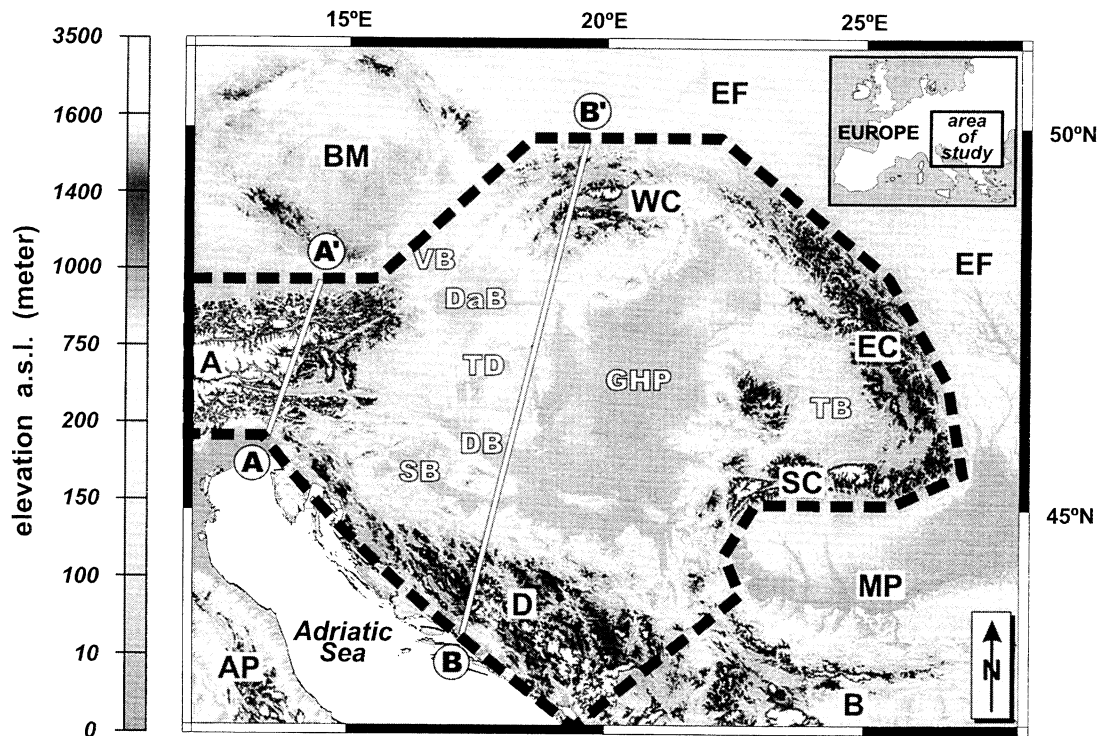 15ºE
20ºE
25ºE
3500
1600
1400
1000
750
200
150
100
10
0
elevation a.s.l. (meter)
50ºN
45ºN
EUROPE
area
of
study
EF
B'
BM
WC
A'
VB
EF
DaB
EC
A
TD
GHP
TB
DB
A
SB
SC
MP
D
Adriatic
Sea
B
AP
B
N